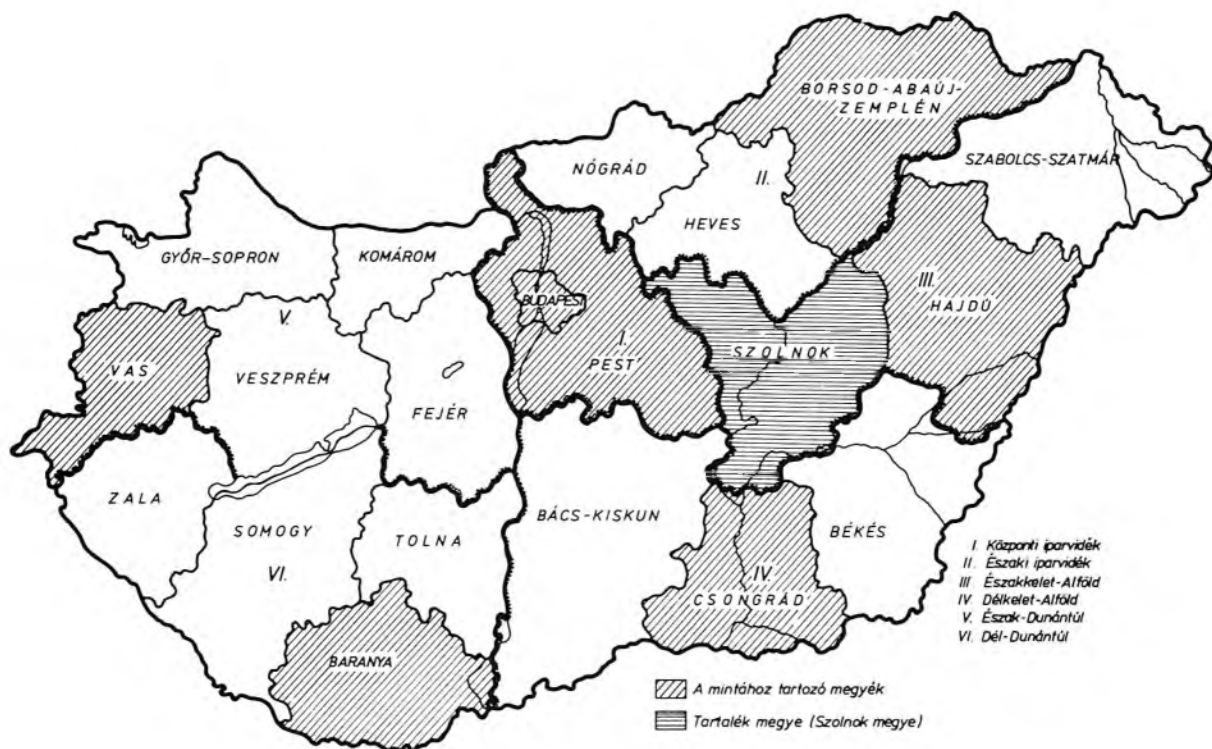 BORSOD-ABAÚJ-
ZEMPLÉN
SZABOLCS-SZATMÁR
NÓGRÁD
II.
HEVES
GYŐR-SOPRON
KOMÁROM
BUDAPEST
III.
HAJDÚ
V.
VAS
VESZPRÉM
FEJÉR
I.
PEST
SZOLNOK
ZALA
SOMOGY
TOLNA
BÁCS-KISKUN
BÉKÉS
VI.
IV.
CSONGRÁD
BARANYA
I. Központi iparvidék
II. Északi iparvidék
III. Északkelet-Alföld
IV. Délkelet-Alföld
V. Észak-Dunántúl
VI. Dél-Dunántúl
A mintához tartozó megyék
Tartalék megye (Szolnok megye)